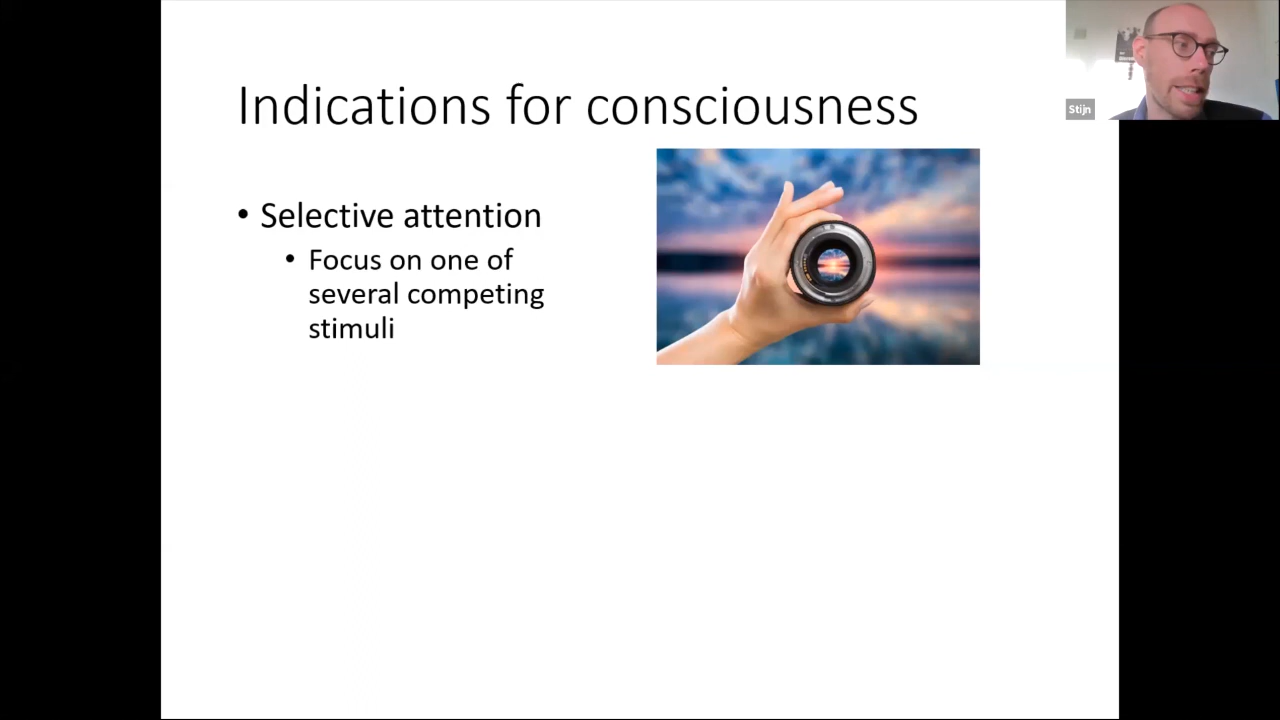 Indications for consciousness
Stijn
• Selective attention
• Focus on one of
several competing
stimuli